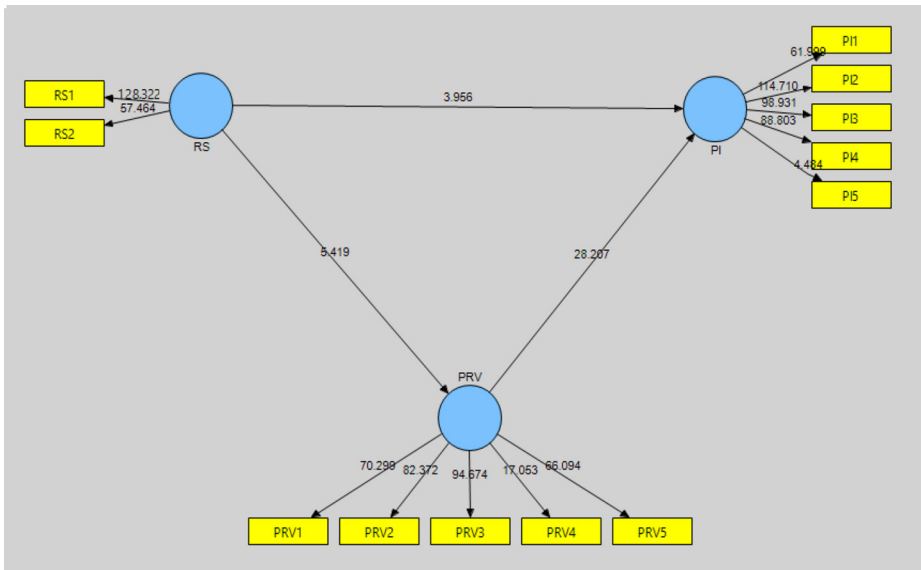 PI1
61.999
PI2
114.710
RS1
128.322
3.956
98.931
PI3
57.464
88.803
RS2
RS
PI
PI4
4.484
PI5
5.419
28.207
PRV
70.299
82.372
94.674
17.053
66.094
PRV1
PRV2
PRV3
PRV4
PRV5